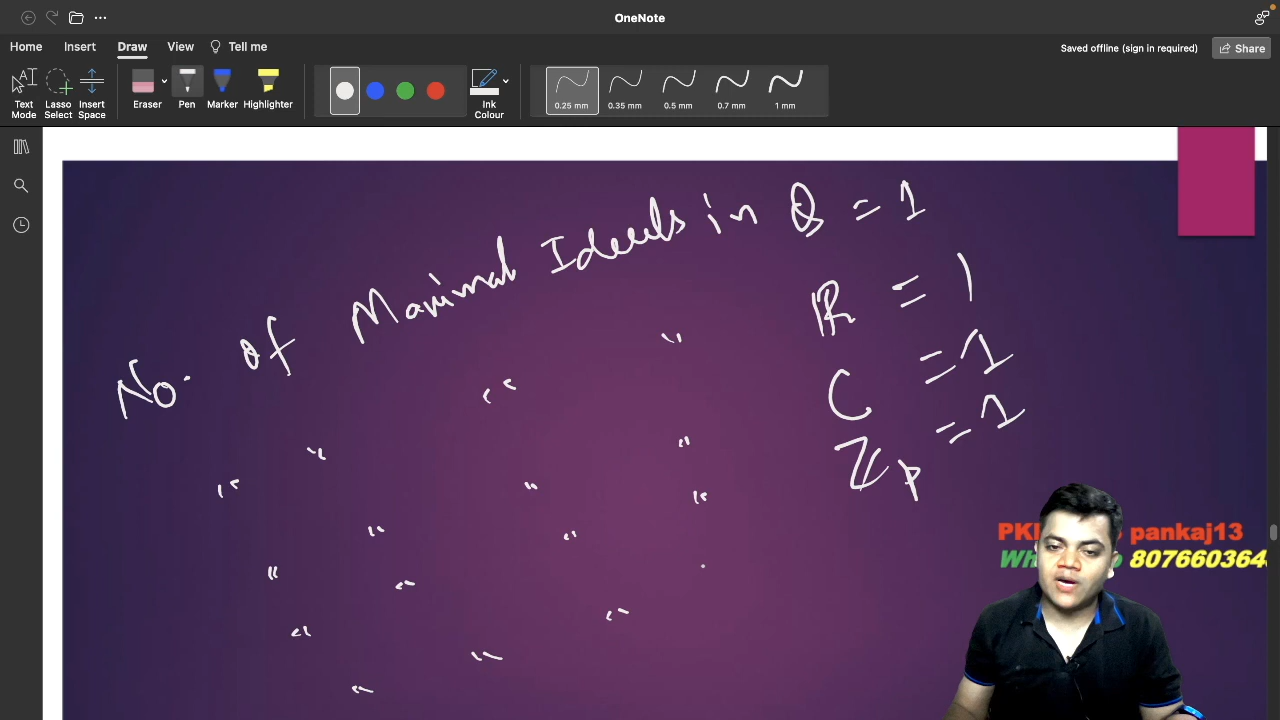 OneNote
Home Insert Draw View Tell me
Saved offline (sign in required) Share
Text Mode
Lasso Select
Insert Space
Eraser
Pen
Marker
Highlighter
Ink Colour
0.25 mm 0.35 mm 0.5 mm 0.7 mm 1 mm
No. of Maximal Ideals in Q = 1
" " ℝ = 1
" " " C = 1
" " " ℤp = 1
" " "
" "
" "
"
pankaj13
8076603640